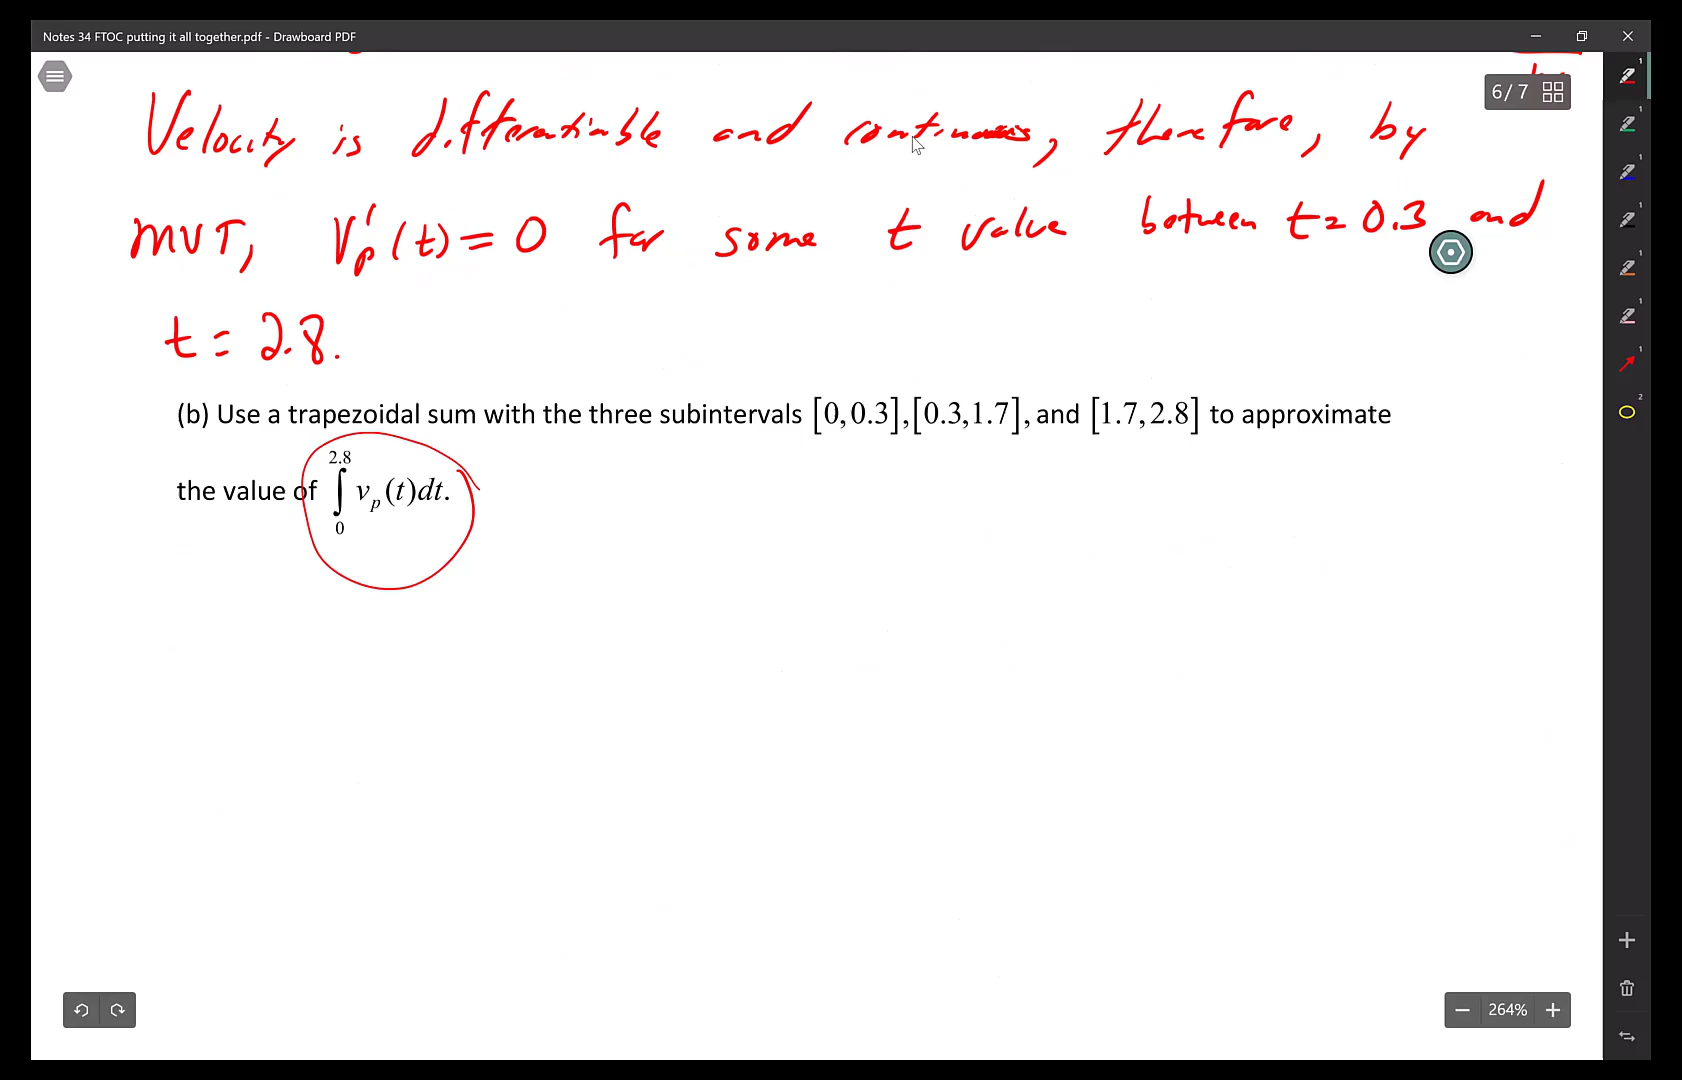 Notes 34 FTOC putting it all together.pdf - Drawboard PDF
6/7
Velocity is differentiable and continuous, therefore, by
MVT, Vp'(t) = 0 for some t value between t = 0.3 and
t = 2.8.
(b) Use a trapezoidal sum with the three subintervals [0,0.3],[0.3,1.7], and [1.7,2.8] to approximate
the value of ∫₀^2.8 vₚ(t)dt.
264%